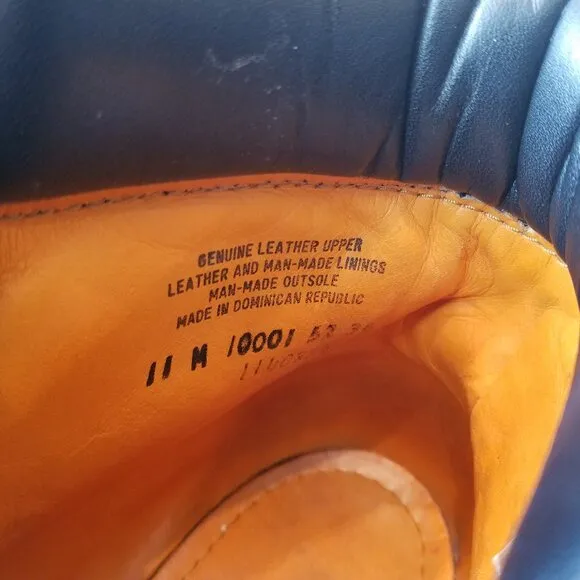 GENUINE LEATHER UPPER
LEATHER AND MAN-MADE LININGS
MAN-MADE OUTSOLE
MADE IN DOMINICAN REPUBLIC
11 M 10001